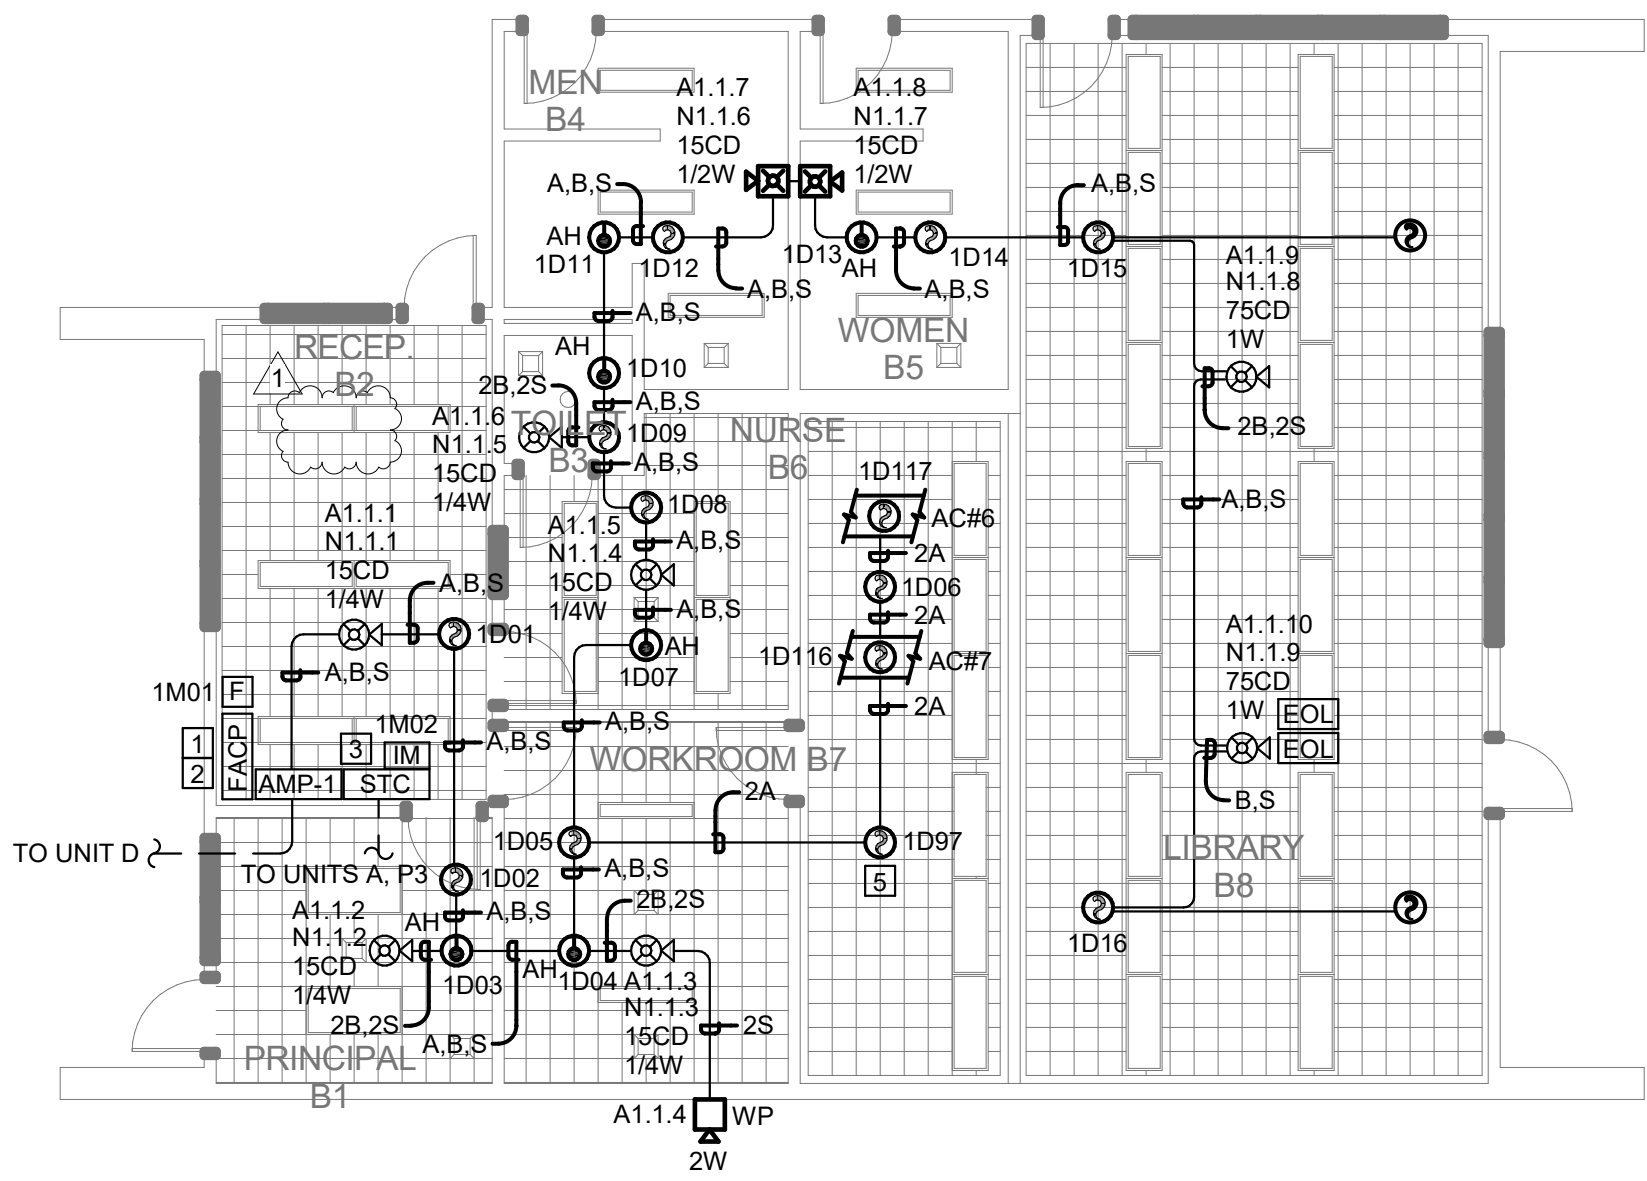 MEN
B4
A1.1.7
N1.1.6
15CD
1/2W
A1.1.8
N1.1.7
15CD
1/2W
A,B,S
A,B,S
AH
1D11
1D12
A,B,S
1D13
AH
1D14
A,B,S
1D15
A1.1.9
N1.1.8
75CD
1W
2B,2S
A,B,S
WOMEN
B5
RECEP.
B2
1
AH
1D10
2B,2S
A,B,S
TOILET
B3
1D09
A,B,S
A1.1.6
N1.1.5
15CD
1/4W
NURSE
B6
1D08
A,B,S
A1.1.5
N1.1.4
15CD
1/4W
A,B,S
AH
1D07
1D117
AC#6
2A
1D06
2A
1D116
AC#7
2A
A,B,S
A1.1.1
N1.1.1
15CD
1/4W
A,B,S
1D01
A,B,S
1M01
F
1
2
FACP
1M02
3
IM
AMP-1
STC
A,B,S
A,B,S
WORKROOM B7
2A
A1.1.10
N1.1.9
75CD
1W
EOL
EOL
B,S
TO UNIT D
TO UNITS A, P3
1D02
A,B,S
1D05
A,B,S
1D97
5
LIBRARY
B8
A1.1.2
N1.1.2
15CD
1/4W
AH
1D03
2B,2S
A,B,S
AH
1D04
2B,2S
A1.1.3
N1.1.3
15CD
1/4W
2S
1D16
PRINCIPAL
B1
A1.1.4
WP
2W